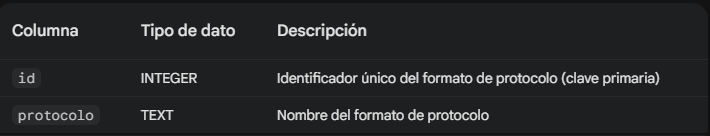 Columna Tipo de dato Descripción
id INTEGER Identificador único del formato de protocolo (clave primaria)
protocolo TEXT Nombre del formato de protocolo